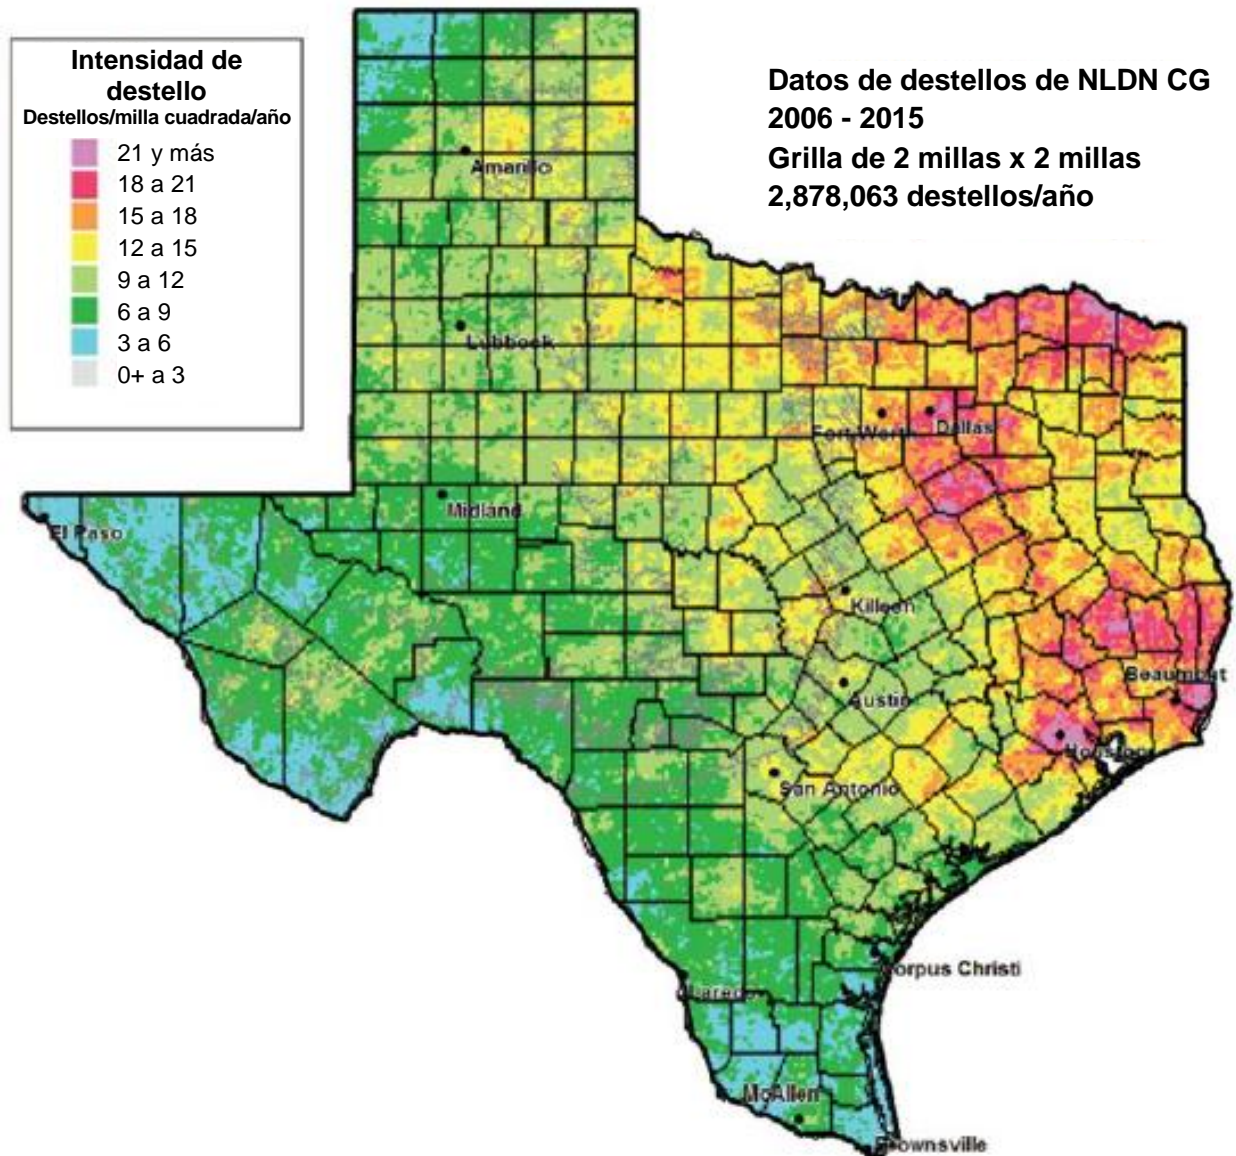 Intensidad de
destello
Destellos/milla cuadrada/año
21 y más
18 a 21
15 a 18
12 a 15
9 a 12
6 a 9
3 a 6
0+ a 3
Datos de destellos de NLDN CG
2006 - 2015
Grilla de 2 millas x 2 millas
2,878,063 destellos/año
Amarillo
Lubbock
Fort Worth
Dallas
Midland
El Paso
Killeen
Beaumont
Austin
Houston
San Antonio
Corpus Christi
Laredo
McAllen
Brownsville